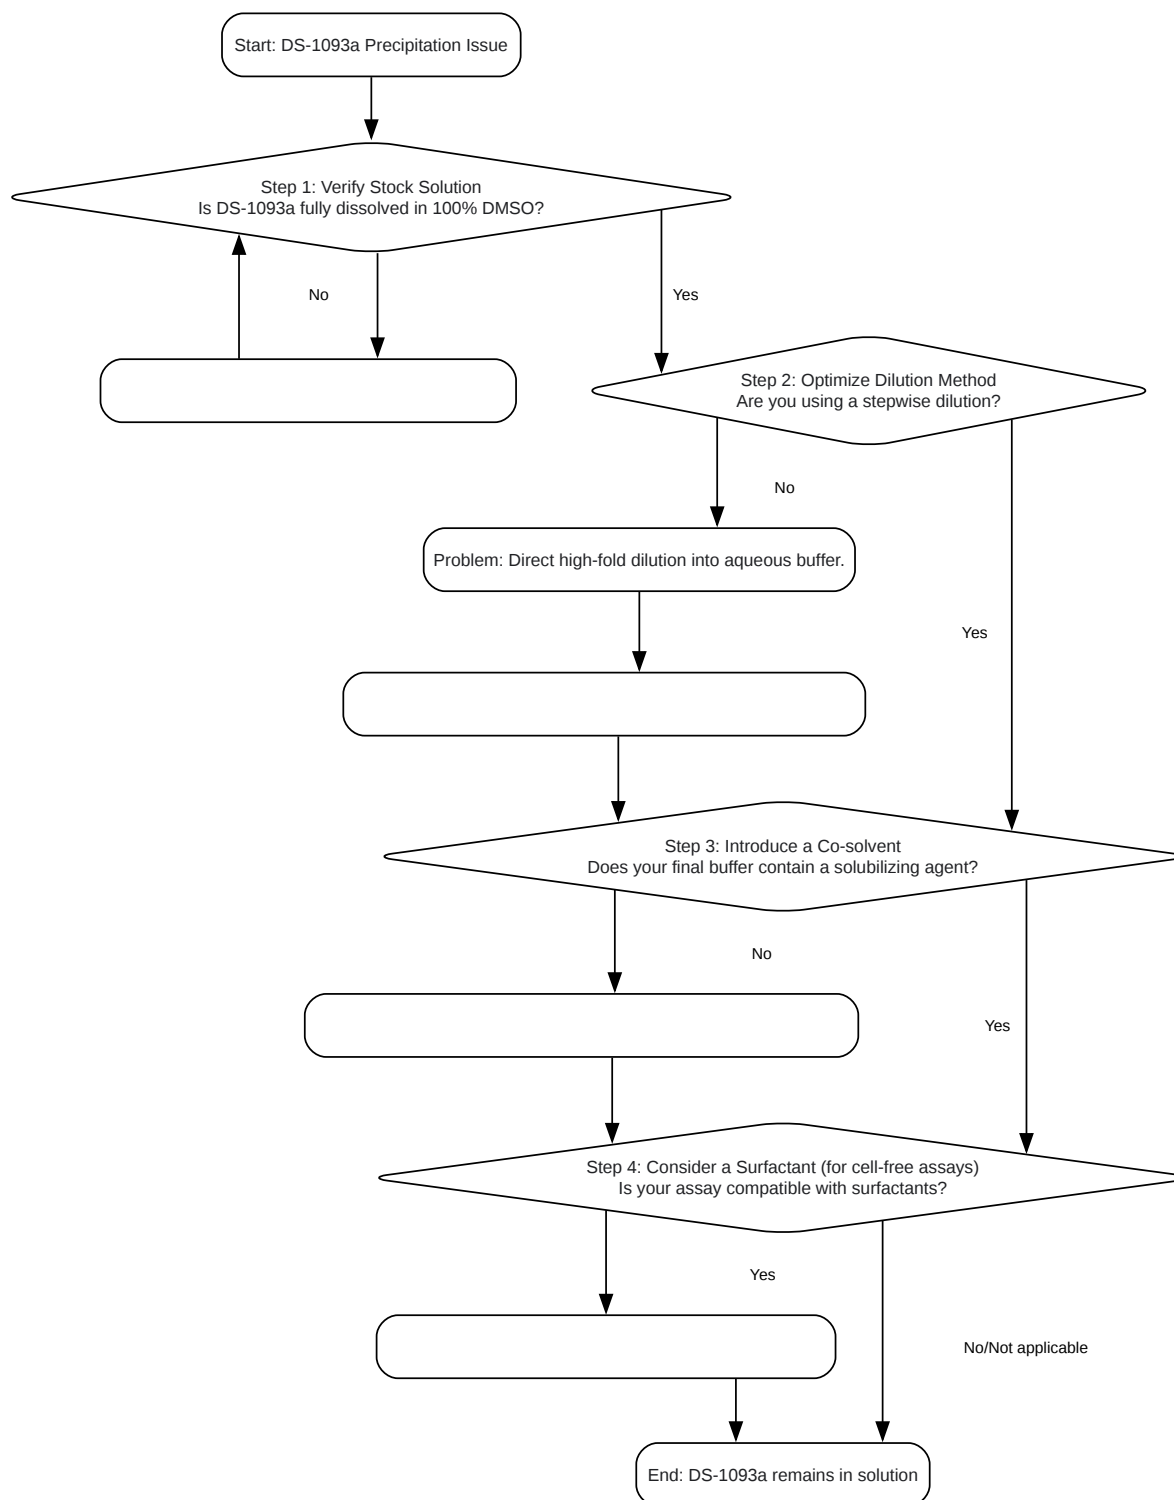 Start: DS-1093a Precipitation Issue
Step 1: Verify Stock Solution
Is DS-1093a fully dissolved in 100% DMSO?
No
Yes
Step 2: Optimize Dilution Method
Are you using a stepwise dilution?
No
Problem: Direct high-fold dilution into aqueous buffer.
Yes
Step 3: Introduce a Co-solvent
Does your final buffer contain a solubilizing agent?
No
Yes
Step 4: Consider a Surfactant (for cell-free assays)
Is your assay compatible with surfactants?
Yes
No/Not applicable
End: DS-1093a remains in solution